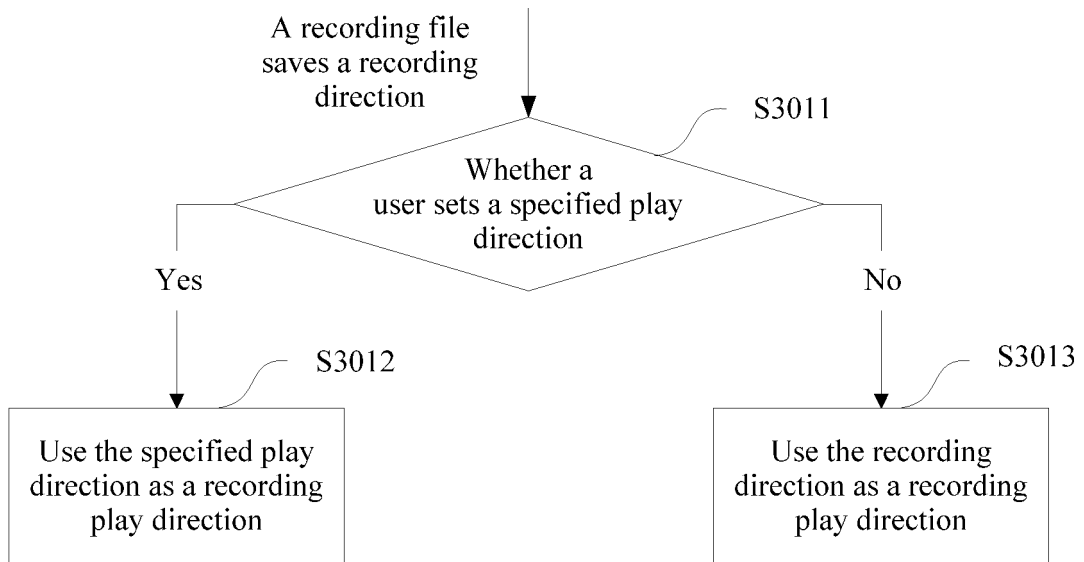 A recording file
saves a recording
direction
S3011
Whether a
user sets a specified play
direction
Yes
No
S3012
S3013
Use the specified play
direction as a recording
play direction
Use the recording
direction as a recording
play direction